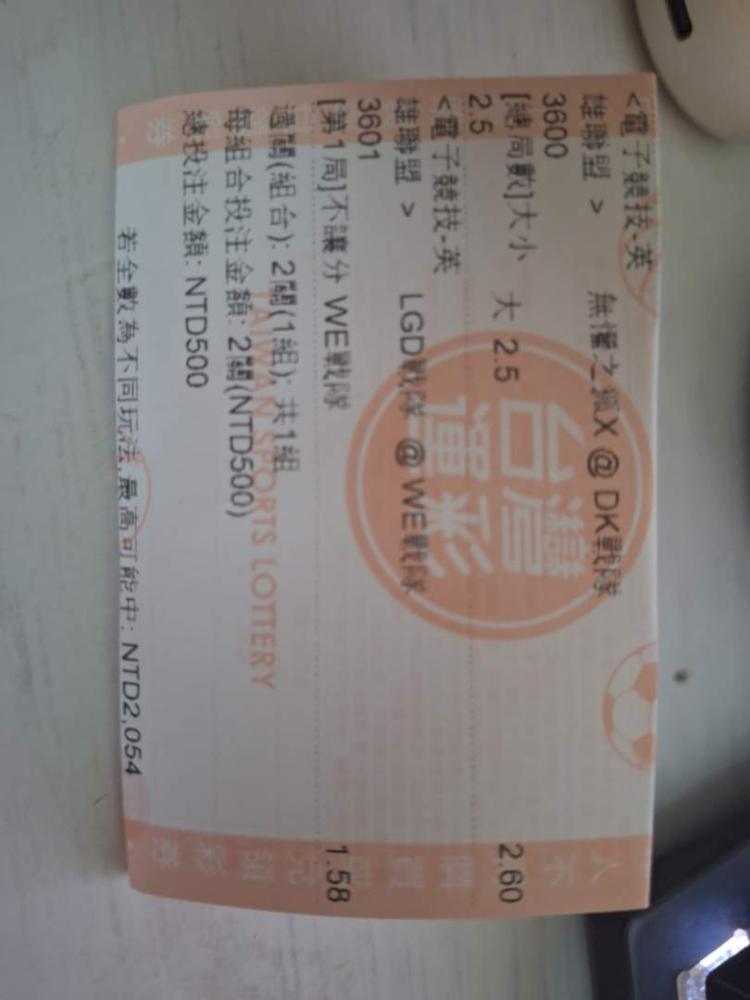 <電子競技-英
雄聯盟 >
無懼之狐X @ DK戰隊
3600
[總局數]大小 大 2.5 2.60
2.5
<電子競技-英
雄聯盟 >
LGD戰隊 @ WE戰隊
3601
[第1局]不讓分 WE戰隊 1.58
過關(組合): 2關(1組); 共1組
每組合投注金額: 2關(NTD500)
總投注金額: NTD500
若全數為不同玩法,最高可能中: NTD2,054
台灣
運彩
TAIWAN SPORTS LOTTERY